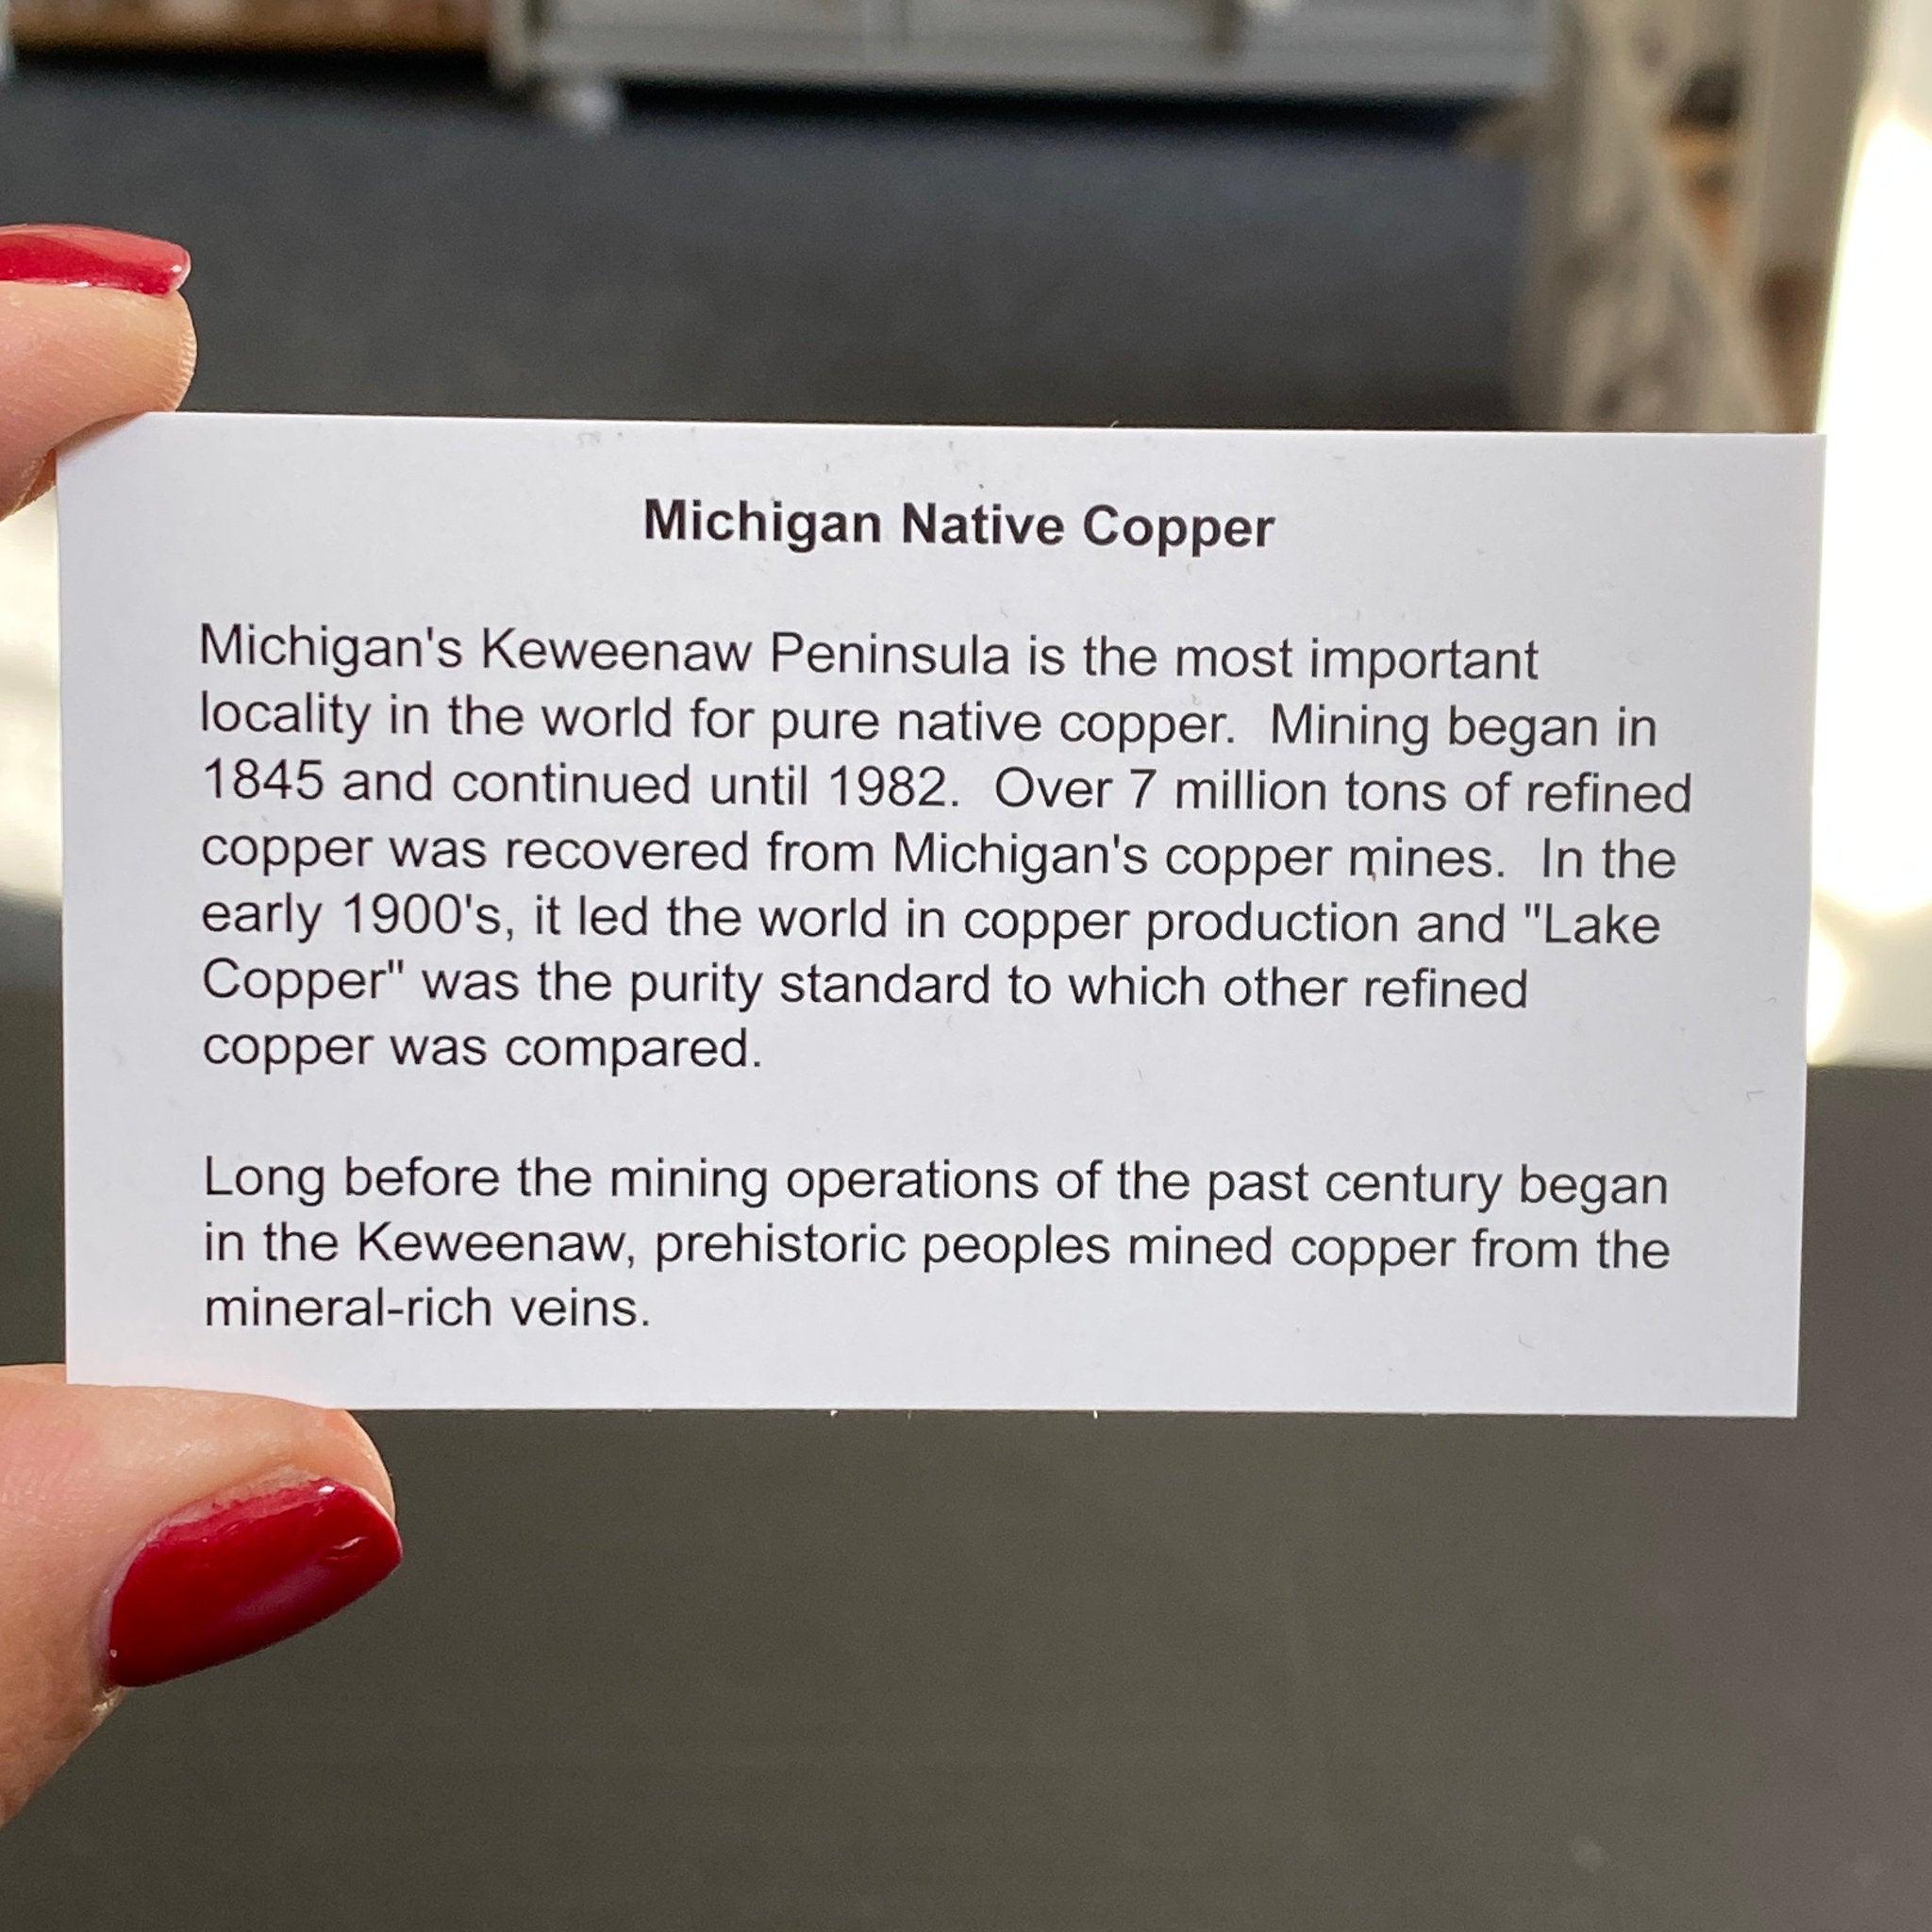 Michigan Native Copper
Michigan's Keweenaw Peninsula is the most important
locality in the world for pure native copper.  Mining began in
1845 and continued until 1982.  Over 7 million tons of refined
copper was recovered from Michigan's copper mines.  In the
early 1900's, it led the world in copper production and "Lake
Copper" was the purity standard to which other refined
copper was compared.
Long before the mining operations of the past century began
in the Keweenaw, prehistoric peoples mined copper from the
mineral-rich veins.